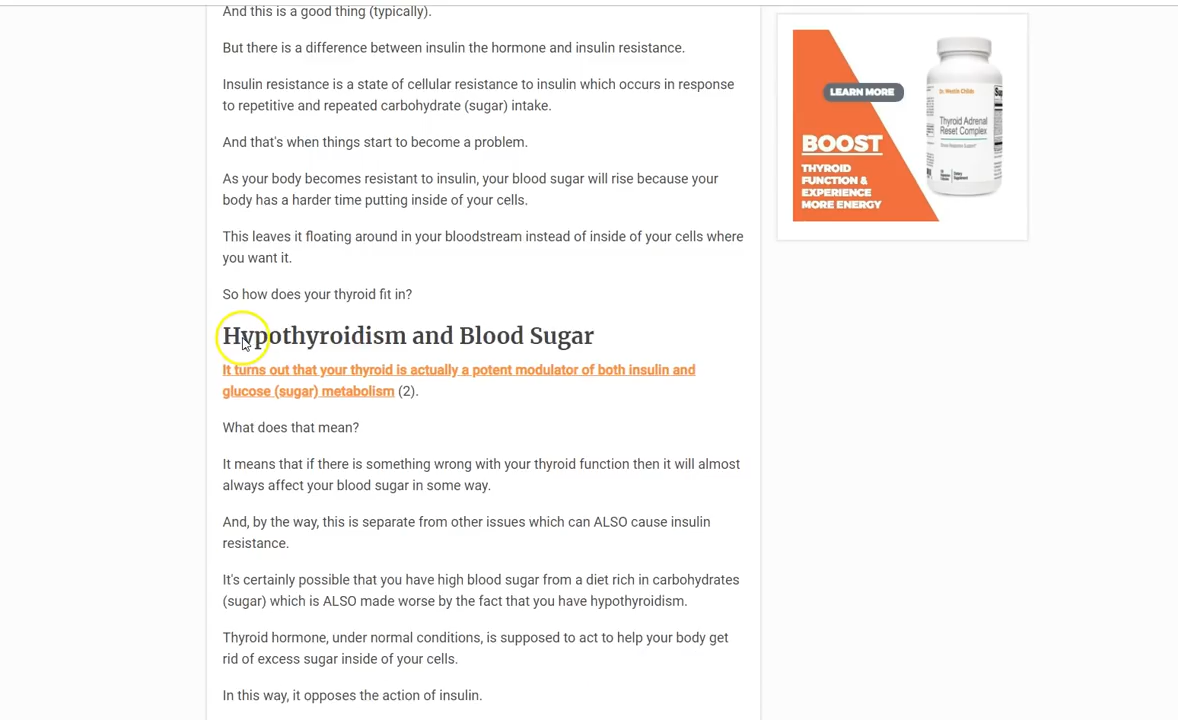 And this is a good thing (typically).
But there is a difference between insulin the hormone and insulin resistance.
Insulin resistance is a state of cellular resistance to insulin which occurs in response
to repetitive and repeated carbohydrate (sugar) intake.
And that's when things start to become a problem.
As your body becomes resistant to insulin, your blood sugar will rise because your
body has a harder time putting inside of your cells.
This leaves it floating around in your bloodstream instead of inside of your cells where
you want it.
So how does your thyroid fit in?
Hypothyroidism and Blood Sugar
It turns out that your thyroid is actually a potent modulator of both insulin and
glucose (sugar) metabolism (2).
What does that mean?
It means that if there is something wrong with your thyroid function then it will almost
always affect your blood sugar in some way.
And, by the way, this is separate from other issues which can ALSO cause insulin
resistance.
It's certainly possible that you have high blood sugar from a diet rich in carbohydrates
(sugar) which is ALSO made worse by the fact that you have hypothyroidism.
Thyroid hormone, under normal conditions, is supposed to act to help your body get
rid of excess sugar inside of your cells.
In this way, it opposes the action of insulin.
LEARN MORE
BOOST
THYROID
FUNCTION &
EXPERIENCE
MORE ENERGY
Dr. Westin Childs
Thyroid Adrenal
Reset Complex